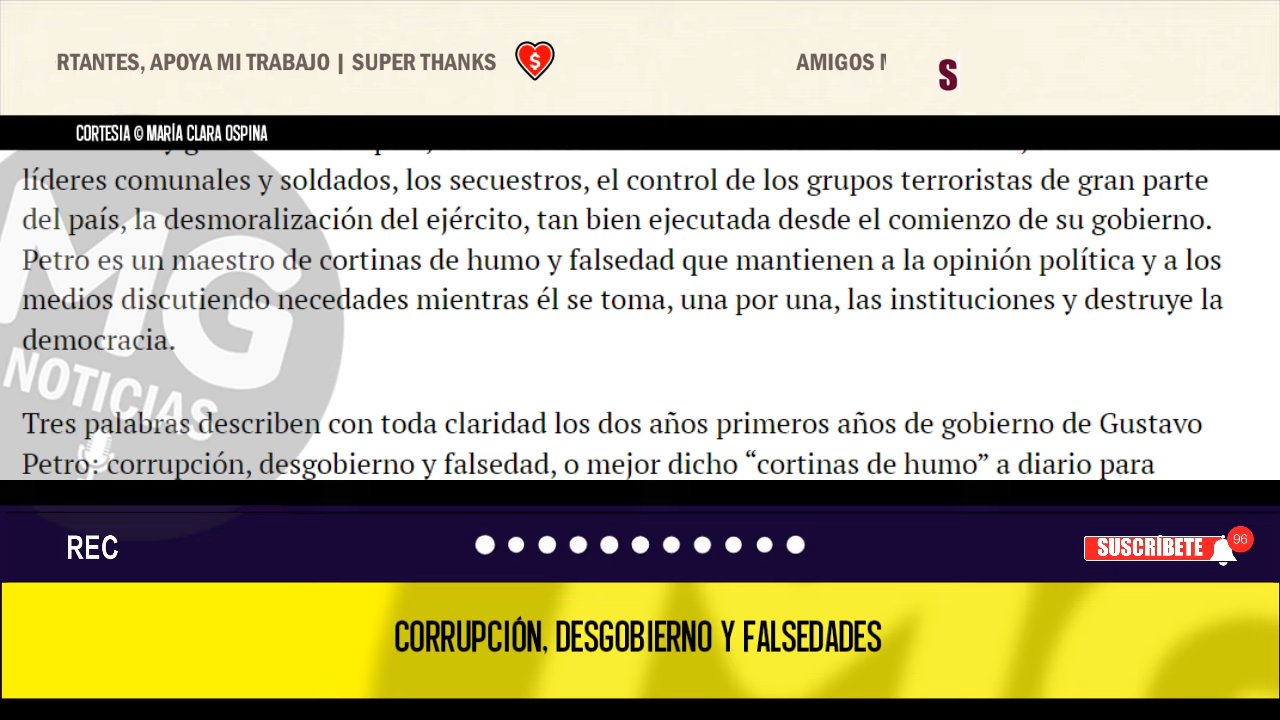 RTANTES, APOYA MI TRABAJO | SUPER THANKS $ AMIGOS
S
CORTESIA © MARÍA CLARA OSPINA
líderes comunales y soldados, los secuestros, el control de los grupos terroristas de gran parte
del país, la desmoralización del ejército, tan bien ejecutada desde el comienzo de su gobierno.
Petro es un maestro de cortinas de humo y falsedad que mantienen a la opinión política y a los
medios discutiendo necedades mientras él se toma, una por una, las instituciones y destruye la
democracia.
Tres palabras describen con toda claridad los dos años primeros años de gobierno de Gustavo
Petro: corrupción, desgobierno y falsedad, o mejor dicho “cortinas de humo” a diario para
MG
NOTICIAS
REC
SUSCRÍBETE 96
CORRUPCIÓN, DESGOBIERNO Y FALSEDADES